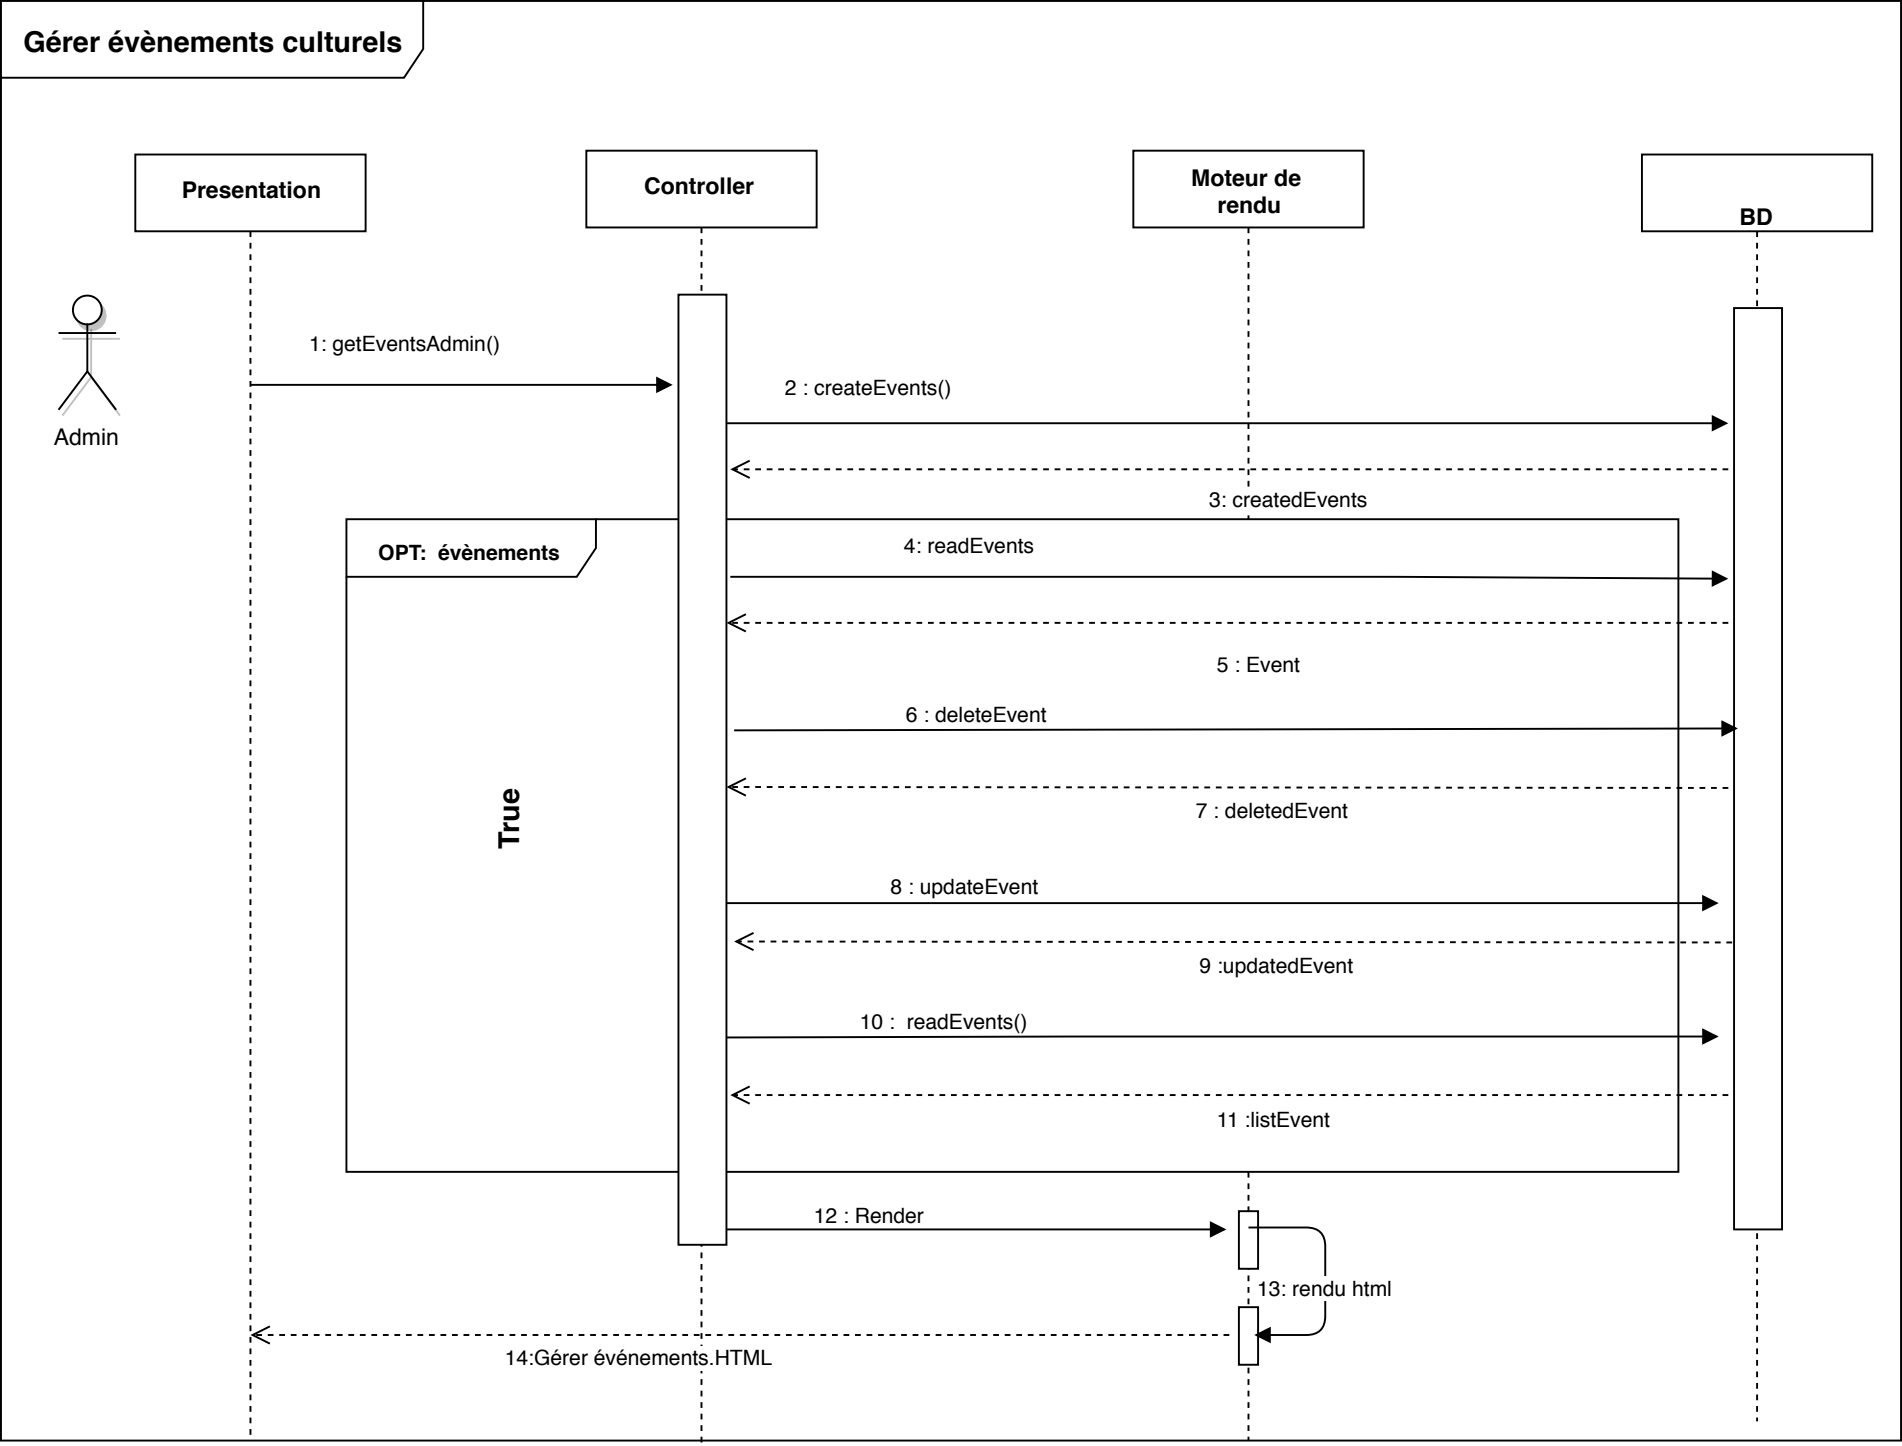 Gérer évènements culturels
Presentation
Controller
Moteur de
rendu
BD
Admin
1: getEventsAdmin()
2 : createEvents()
3: createdEvents
OPT:  évènements
4: readEvents
5 : Event
6 : deleteEvent
True
7 : deletedEvent
8 : updateEvent
9 :updatedEvent
10 :  readEvents()
11 :listEvent
12 : Render
13: rendu html
14:Gérer événements.HTML